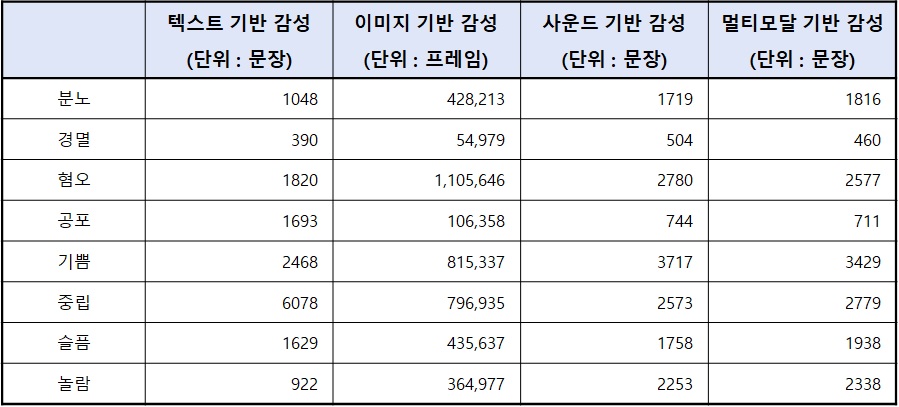 텍스트 기반 감성 이미지 기반 감성 사운드 기반 감성 멀티모달 기반 감성
(단위 : 문장) (단위 : 프레임) (단위 : 문장) (단위 : 문장)
분노 1048 428,213 1719 1816
경멸 390 54,979 504 460
혐오 1820 1,105,646 2780 2577
공포 1693 106,358 744 711
기쁨 2468 815,337 3717 3429
중립 6078 796,935 2573 2779
슬픔 1629 435,637 1758 1938
놀람 922 364,977 2253 2338